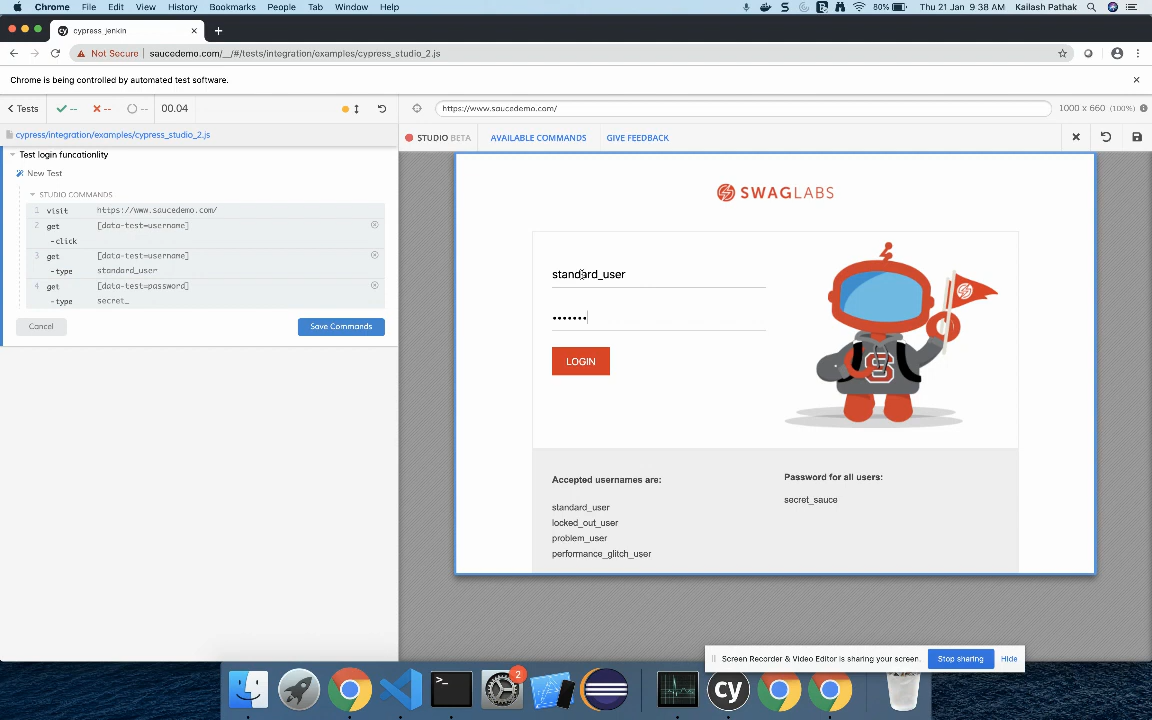 Chrome File Edit View History Bookmarks People Tab Window Help 80% Thu 21 Jan 9:38 AM Kailash Pathak
cypress_jenkin
Not Secure saucedemo.com/__/#/tests/integration/examples/cypress_studio_2.js
Chrome is being controlled by automated test software.
Tests -- -- -- 00.04
https://www.saucedemo.com/ 1000 x 660 (100%)
cypress/integration/examples/cypress_studio_2.js
STUDIO BETA AVAILABLE COMMANDS GIVE FEEDBACK
Test login funcationlity
New Test
STUDIO COMMANDS
1 visit https://www.saucedemo.com/
2 get [data-test=username]
-click
3 get [data-test=username]
-type standard_user
4 get [data-test=password]
-type secret_
Cancel Save Commands
SWAGLABS
standard_user
•••••••
LOGIN
Accepted usernames are:
standard_user
locked_out_user
problem_user
performance_glitch_user
Password for all users:
secret_sauce
Screen Recorder & Video Editor is sharing your screen. Stop sharing Hide
>_
2
cy